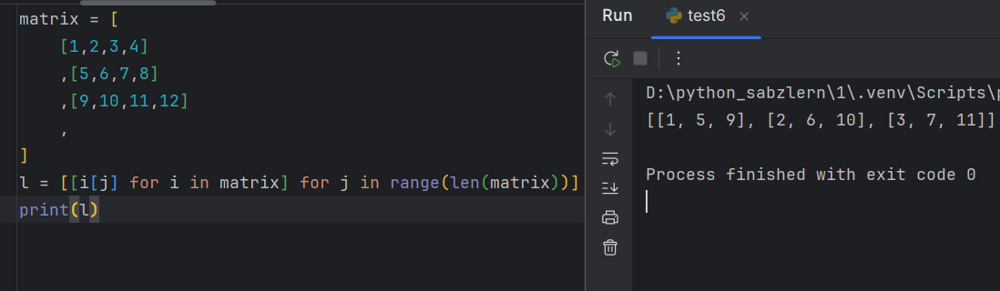 matrix = [
    [1,2,3,4]
    ,[5,6,7,8]
    ,[9,10,11,12]
    ,
]
l = [[i[j] for i in matrix] for j in range(len(matrix))]
print(l)
Run test6
D:\python_sabzlern\1\.venv\Scripts\
[[1, 5, 9], [2, 6, 10], [3, 7, 11]]
Process finished with exit code 0